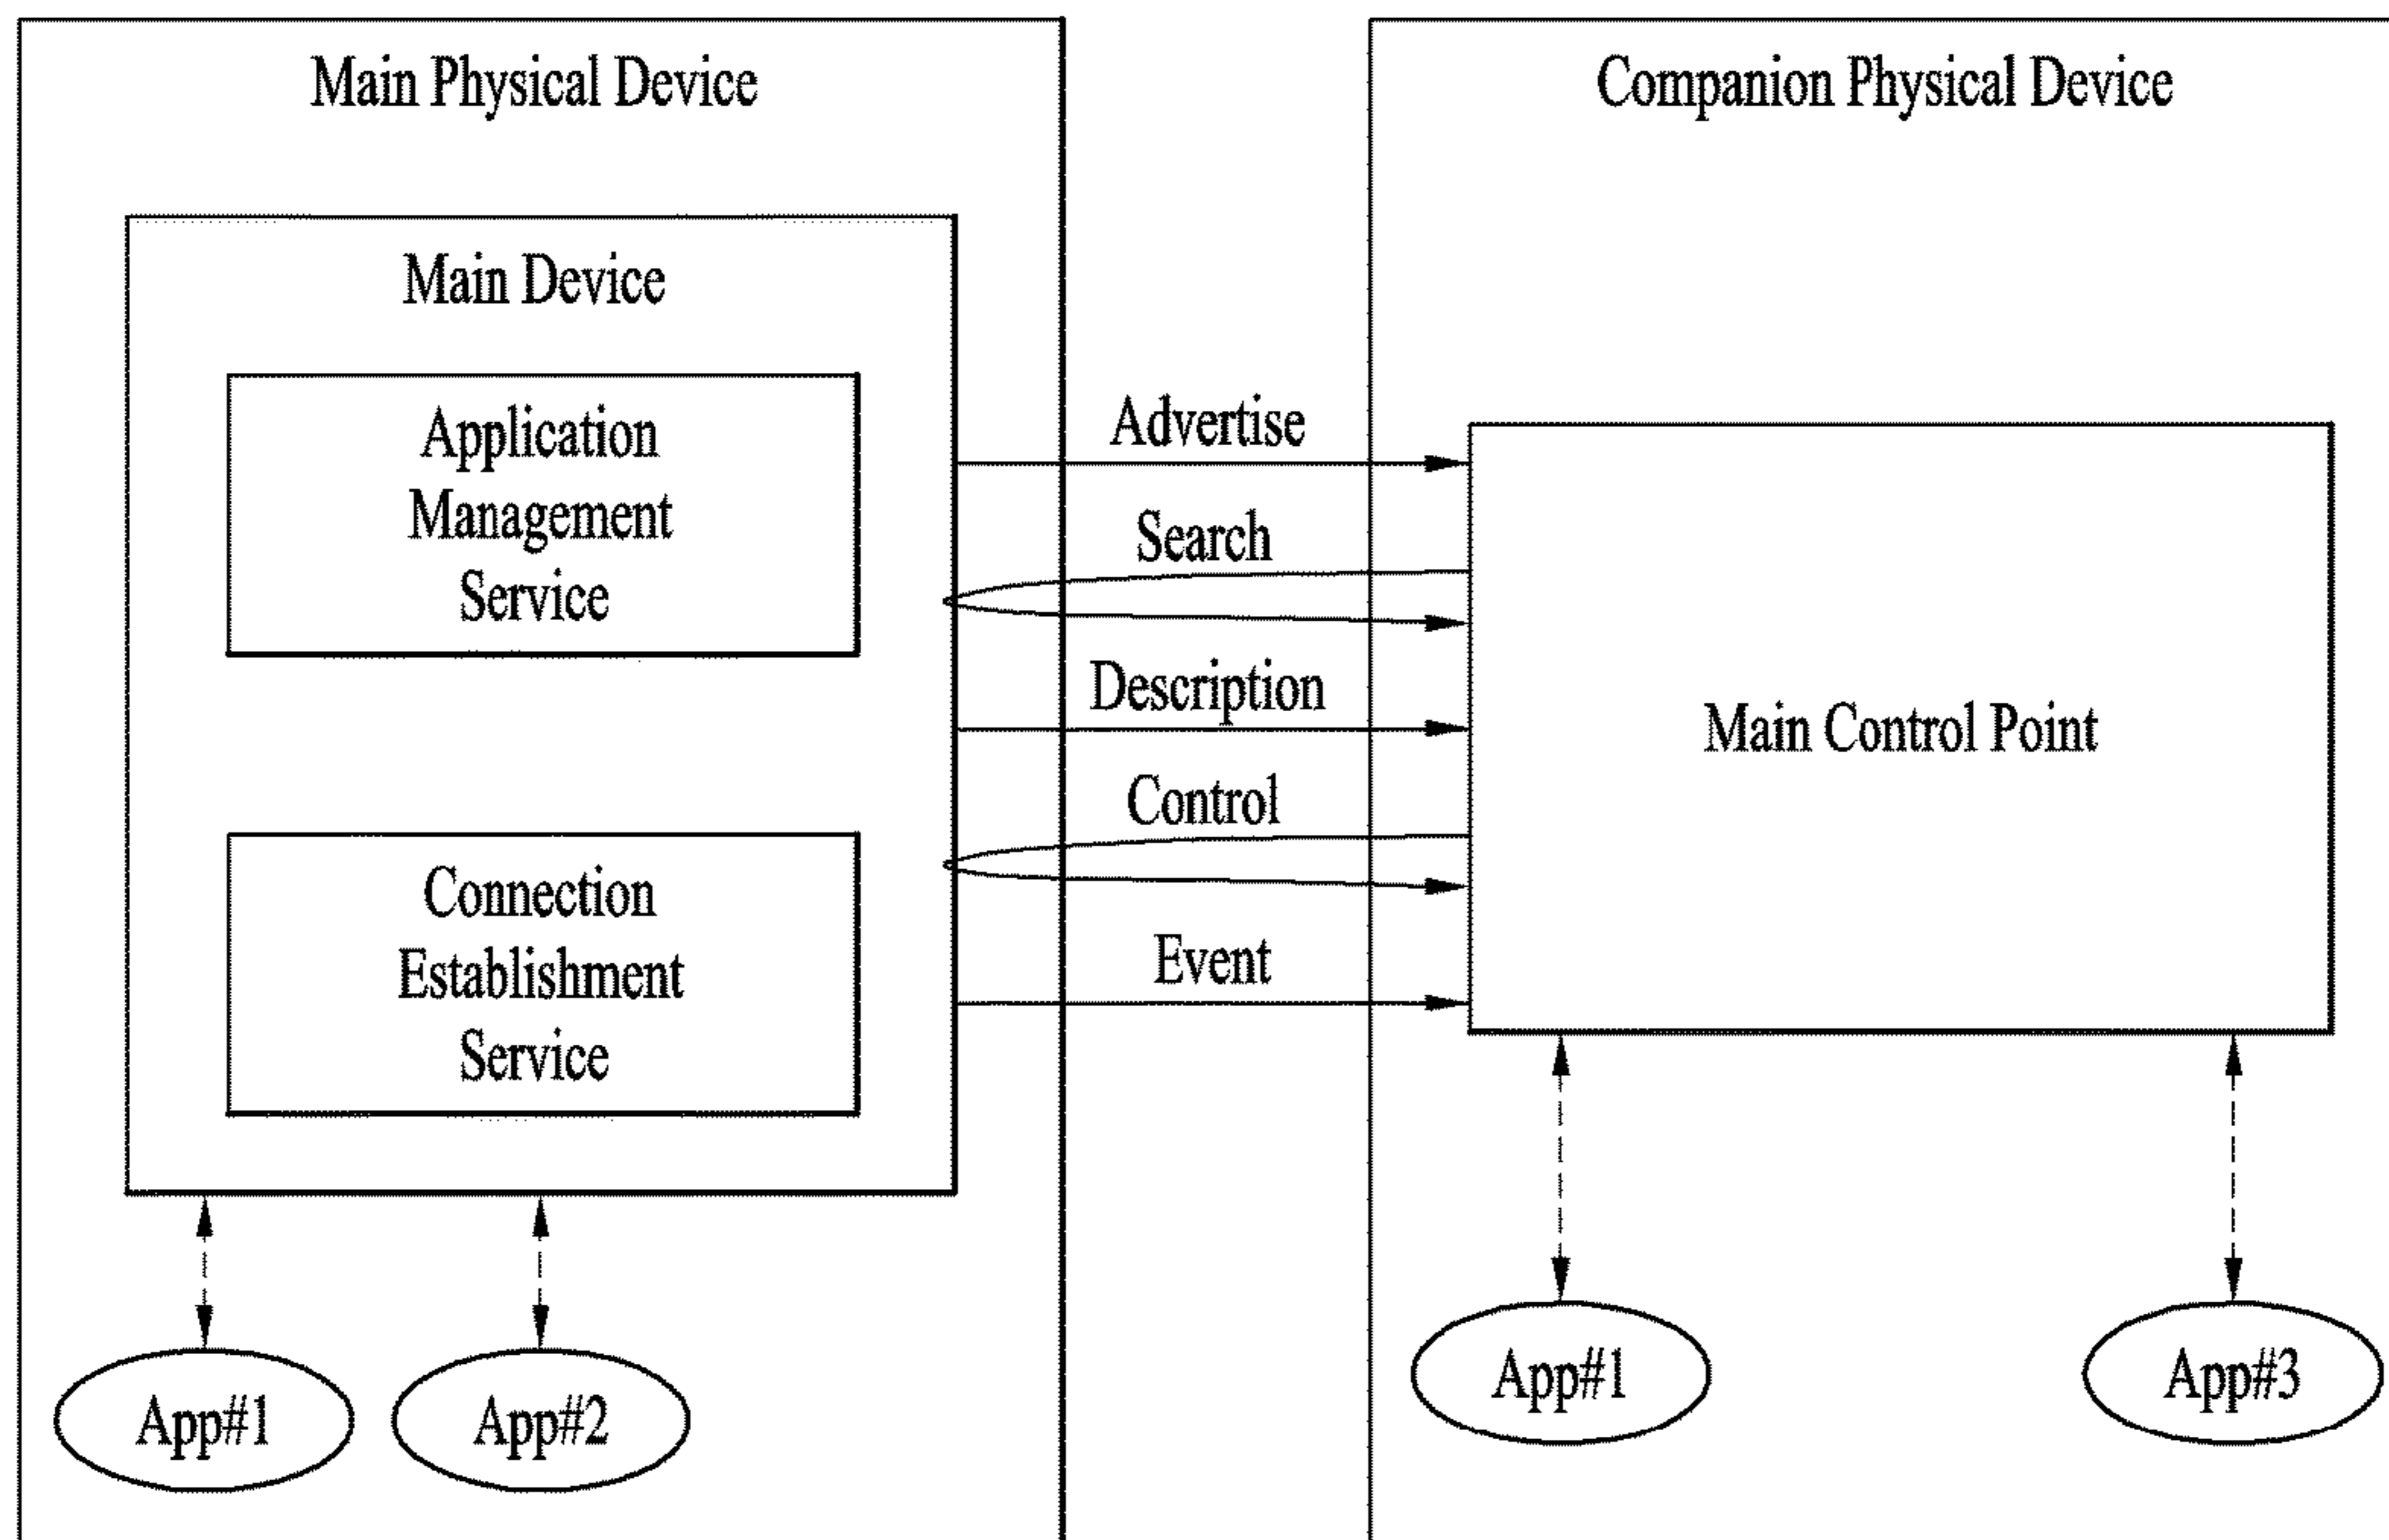 Main Physical Device
Main Device
Application
Management
Service
Connection
Establishment
Service
App#1
App#2
Advertise
Search
Description
Control
Event
Companion Physical Device
Main Control Point
App#1
App#3